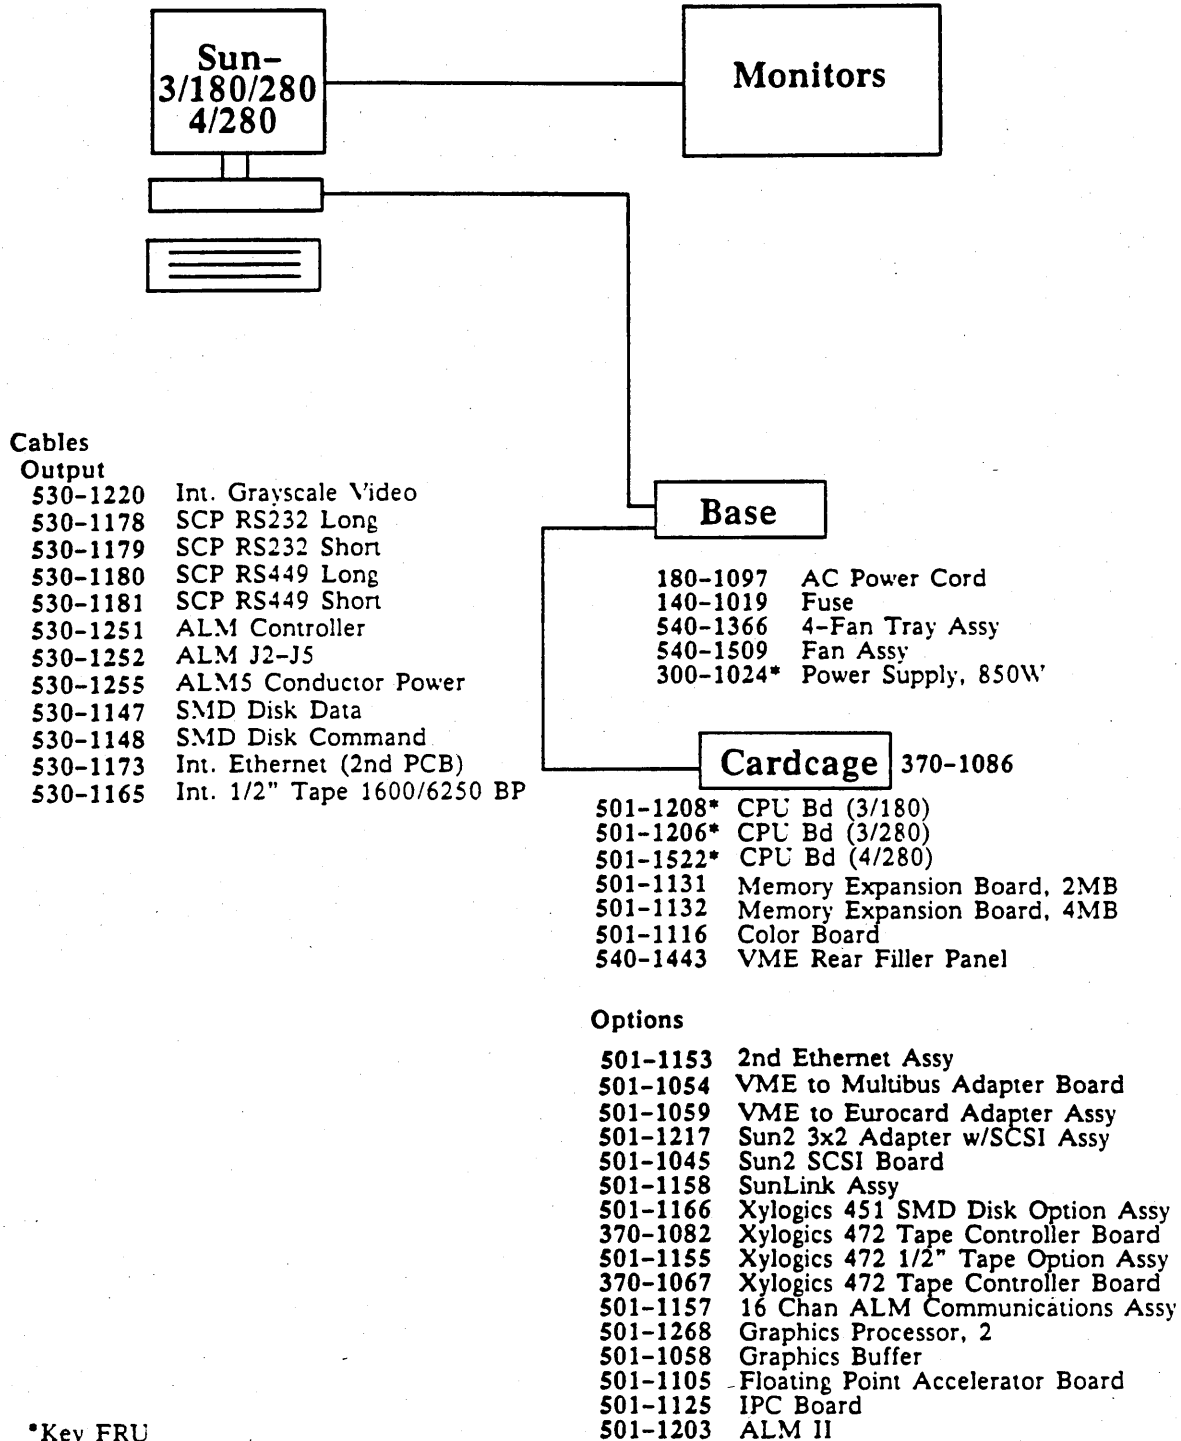 Sun-
3/180/280
4/280
Monitors
Cables
Output
530-1220 Int. Grayscale Video
530-1178 SCP RS232 Long
530-1179 SCP RS232 Short
530-1180 SCP RS449 Long
530-1181 SCP RS449 Short
530-1251 ALM Controller
530-1252 ALM J2-J5
530-1255 ALM5 Conductor Power
530-1147 SMD Disk Data
530-1148 SMD Disk Command
530-1173 Int. Ethernet (2nd PCB)
530-1165 Int. 1/2" Tape 1600/6250 BP
Base
180-1097 AC Power Cord
140-1019 Fuse
540-1366 4-Fan Tray Assy
540-1509 Fan Assy
300-1024* Power Supply, 850W
Cardcage 370-1086
501-1208* CPU Bd (3/180)
501-1206* CPU Bd (3/280)
501-1522* CPU Bd (4/280)
501-1131 Memory Expansion Board, 2MB
501-1132 Memory Expansion Board, 4MB
501-1116 Color Board
540-1443 VME Rear Filler Panel
Options
501-1153 2nd Ethernet Assy
501-1054 VME to Multibus Adapter Board
501-1059 VME to Eurocard Adapter Assy
501-1217 Sun2 3x2 Adapter w/SCSI Assy
501-1045 Sun2 SCSI Board
501-1158 SunLink Assy
501-1166 Xylogics 451 SMD Disk Option Assy
370-1082 Xylogics 472 Tape Controller Board
501-1155 Xylogics 472 1/2" Tape Option Assy
370-1067 Xylogics 472 Tape Controller Board
501-1157 16 Chan ALM Communications Assy
501-1268 Graphics Processor, 2
501-1058 Graphics Buffer
501-1105 Floating Point Accelerator Board
501-1125 IPC Board
501-1203 ALM II
*Key FRU